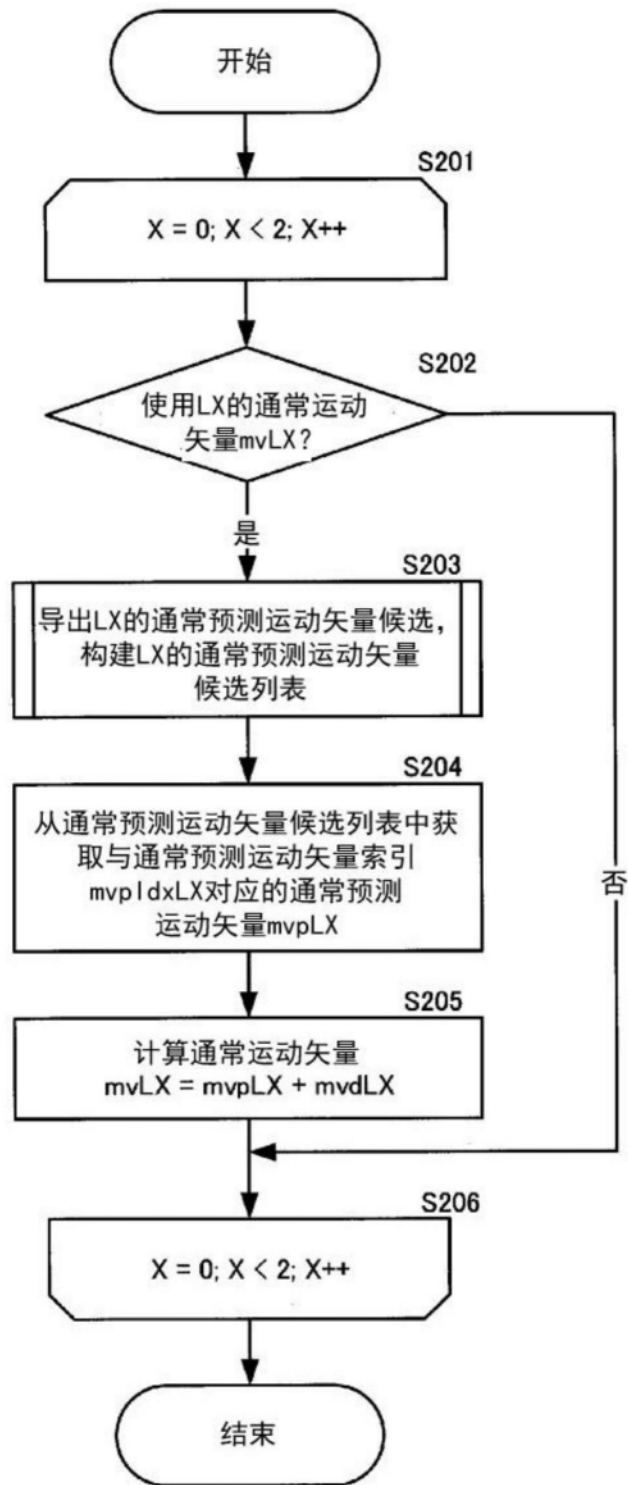 开始
S201
X = 0; X < 2; X++
S202
使用LX的通常运动
矢量mvLX?
是
S203
导出LX的通常预测运动矢量候选,
构建LX的通常预测运动矢量
候选列表
S204
从通常预测运动矢量候选列表中获
取与通常预测运动矢量索引
mvpIdxLX对应的通常预测
运动矢量mvpLX
否
S205
计算通常运动矢量
mvLX = mvpLX + mvdLX
S206
X = 0; X < 2; X++
结束